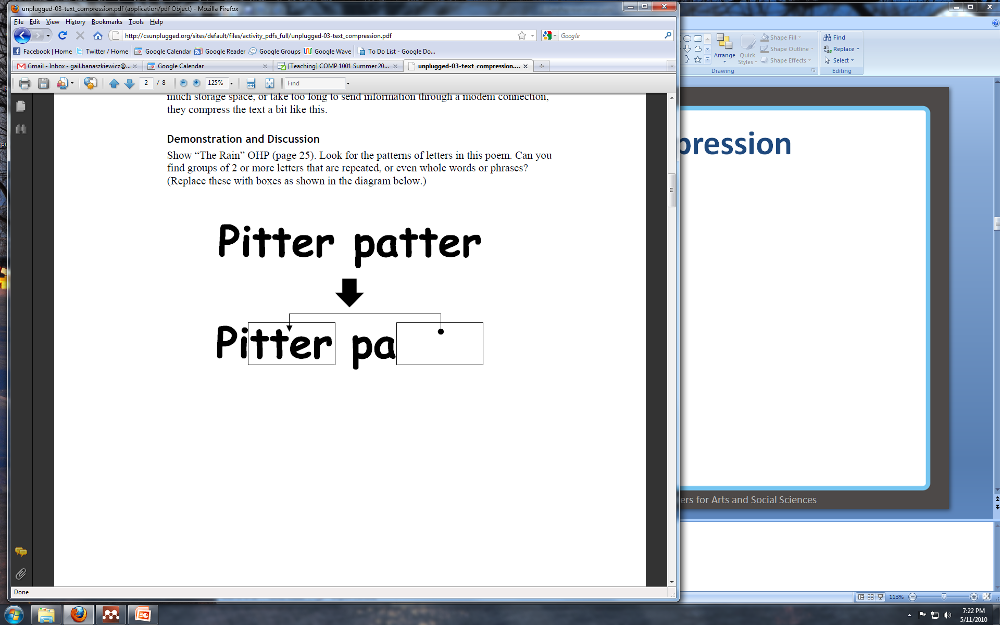 unplugged-03-text_compression.pdf (application/pdf Object) - Mozilla Firefox
File Edit View History Bookmarks Tools Help
http://csunplugged.org/sites/default/files/activity_pdfs_full/unplugged-03-text_compression.pdf
Google
Facebook | Home Twitter / Home Google Calendar Google Reader Google Groups Google Wave To Do List - Google Do...
Gmail - Inbox - gail.banaszkiewicz@... Google Calendar [Teaching] COMP 1001 Summer 20... unplugged-03-text_compression....
2 / 8 125% Find
much storage space, or take too long to send information through a modem connection,
they compress the text a bit like this.
Demonstration and Discussion
Show “The Rain” OHP (page 25). Look for the patterns of letters in this poem. Can you
find groups of 2 or more letters that are repeated, or even whole words or phrases?
(Replace these with boxes as shown in the diagram below.)
Pitter patter
Pitter pa
Done
Arrange
Quick
Styles
Shape Fill
Shape Outline
Shape Effects
Drawing
Find
Replace
Select
Editing
pression
ers for Arts and Social Sciences
113%
7:22 PM
5/11/2010